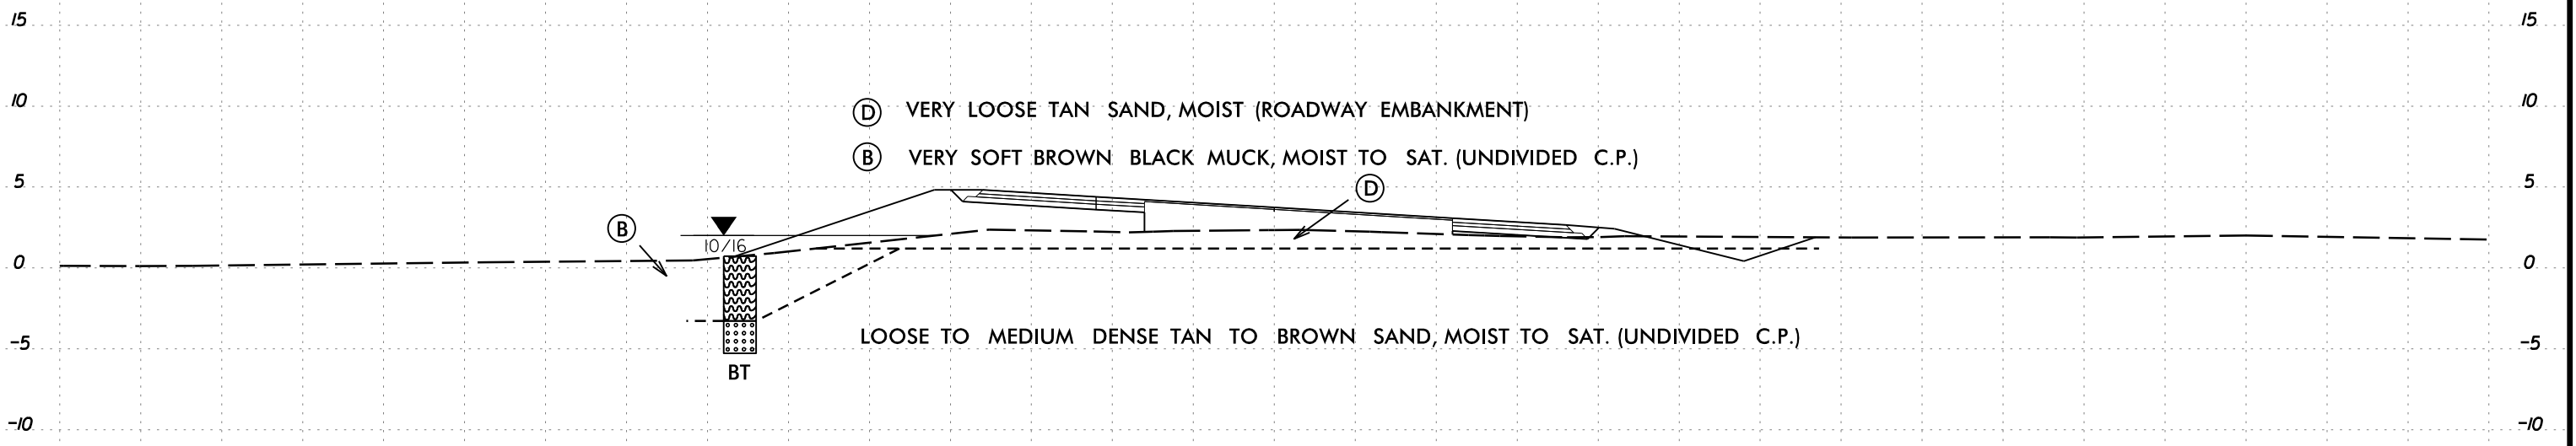 15 15
10 10
D VERY LOOSE TAN SAND, MOIST (ROADWAY EMBANKMENT)
B VERY SOFT BROWN BLACK MUCK, MOIST TO SAT. (UNDIVIDED C.P.)
5 5
D
B
10/16
0 0
LOOSE TO MEDIUM DENSE TAN TO BROWN SAND, MOIST TO SAT. (UNDIVIDED C.P.)
-5 -5
BT
-10 -10